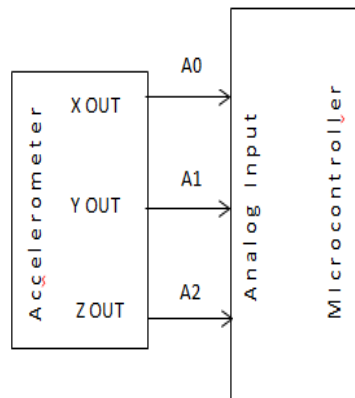 A0
X OUT
A1
Y OUT
A2
Z OUT
Accelerometer
Analog Input
Microcontroller